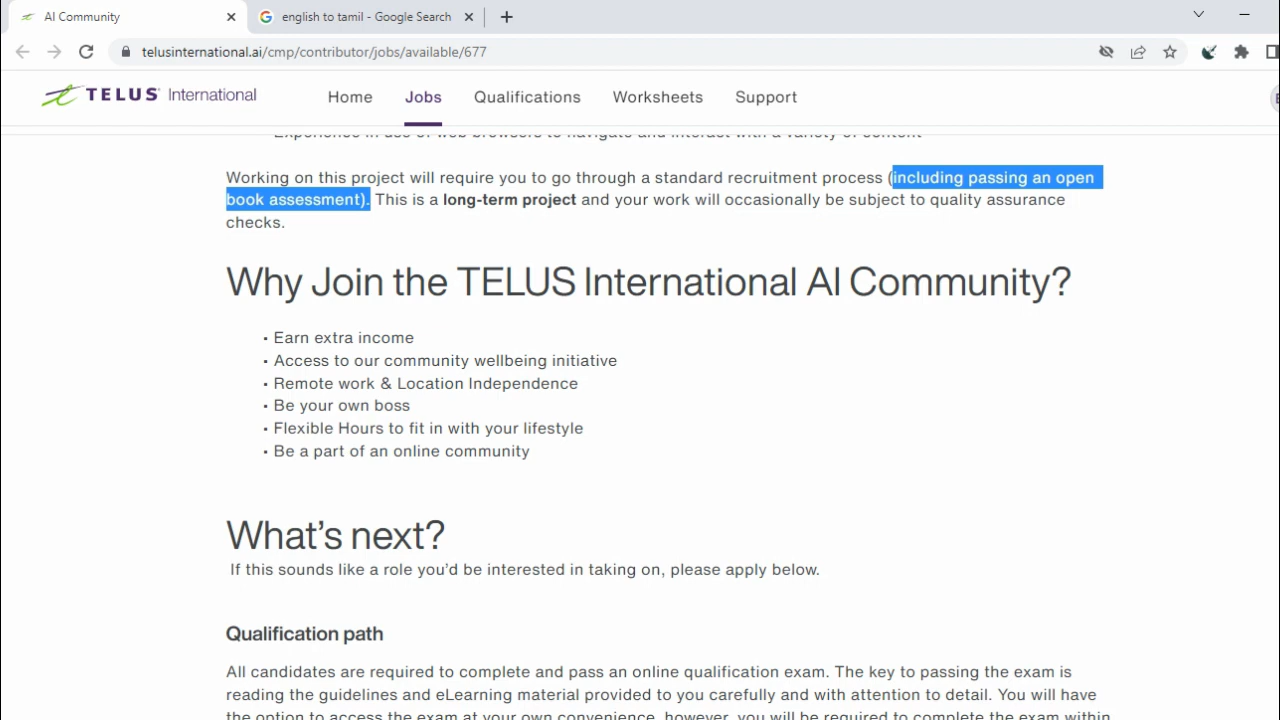 AI Community
english to tamil - Google Search
telusinternational.ai/cmp/contributor/jobs/available/677
TELUS International
Home
Jobs
Qualifications
Worksheets
Support
Experience in use of web browsers to navigate and interact with a variety of content
Working on this project will require you to go through a standard recruitment process (including passing an open
book assessment). This is a long-term project and your work will occasionally be subject to quality assurance
checks.
Why Join the TELUS International AI Community?
• Earn extra income
• Access to our community wellbeing initiative
• Remote work & Location Independence
• Be your own boss
• Flexible Hours to fit in with your lifestyle
• Be a part of an online community
What’s next?
If this sounds like a role you’d be interested in taking on, please apply below.
Qualification path
All candidates are required to complete and pass an online qualification exam. The key to passing the exam is
reading the guidelines and eLearning material provided to you carefully and with attention to detail. You will have
the option to access the exam at your own convenience, however, you will be required to complete the exam within